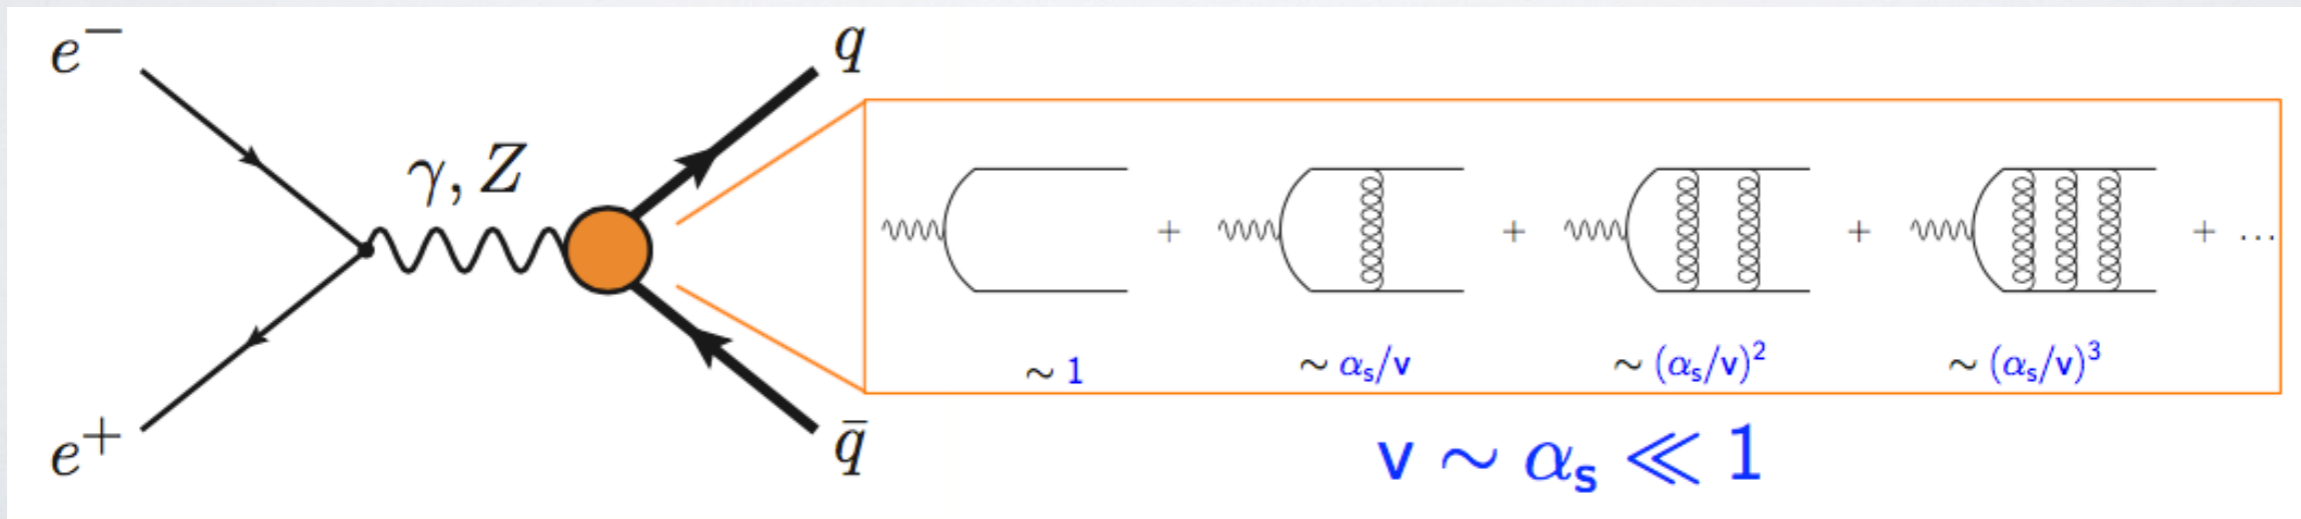 e⁻
q
γ, Z
+ + + + ...
~ 1 ~ αₛ/v ~ (αₛ/v)² ~ (αₛ/v)³
e⁺
q̄
v ~ αₛ ≪ 1